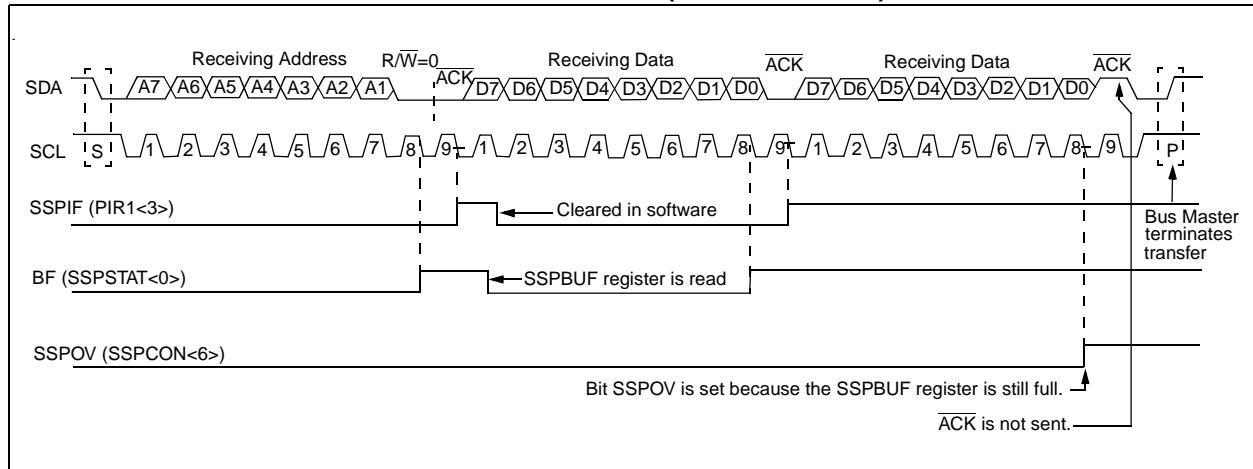 Receiving Address R/W=0 ACK Receiving Data ACK Receiving Data ACK
SDA A7 A6 A5 A4 A3 A2 A1 D7 D6 D5 D4 D3 D2 D1 D0 D7 D6 D5 D4 D3 D2 D1 D0
SCL S 1 2 3 4 5 6 7 8 9 1 2 3 4 5 6 7 8 9 1 2 3 4 5 6 7 8 9 P
SSPIF (PIR1<3>)
Cleared in software
Bus Master
terminates
transfer
BF (SSPSTAT<0>)
SSPBUF register is read
SSPOV (SSPCON<6>)
Bit SSPOV is set because the SSPBUF register is still full.
ACK is not sent.